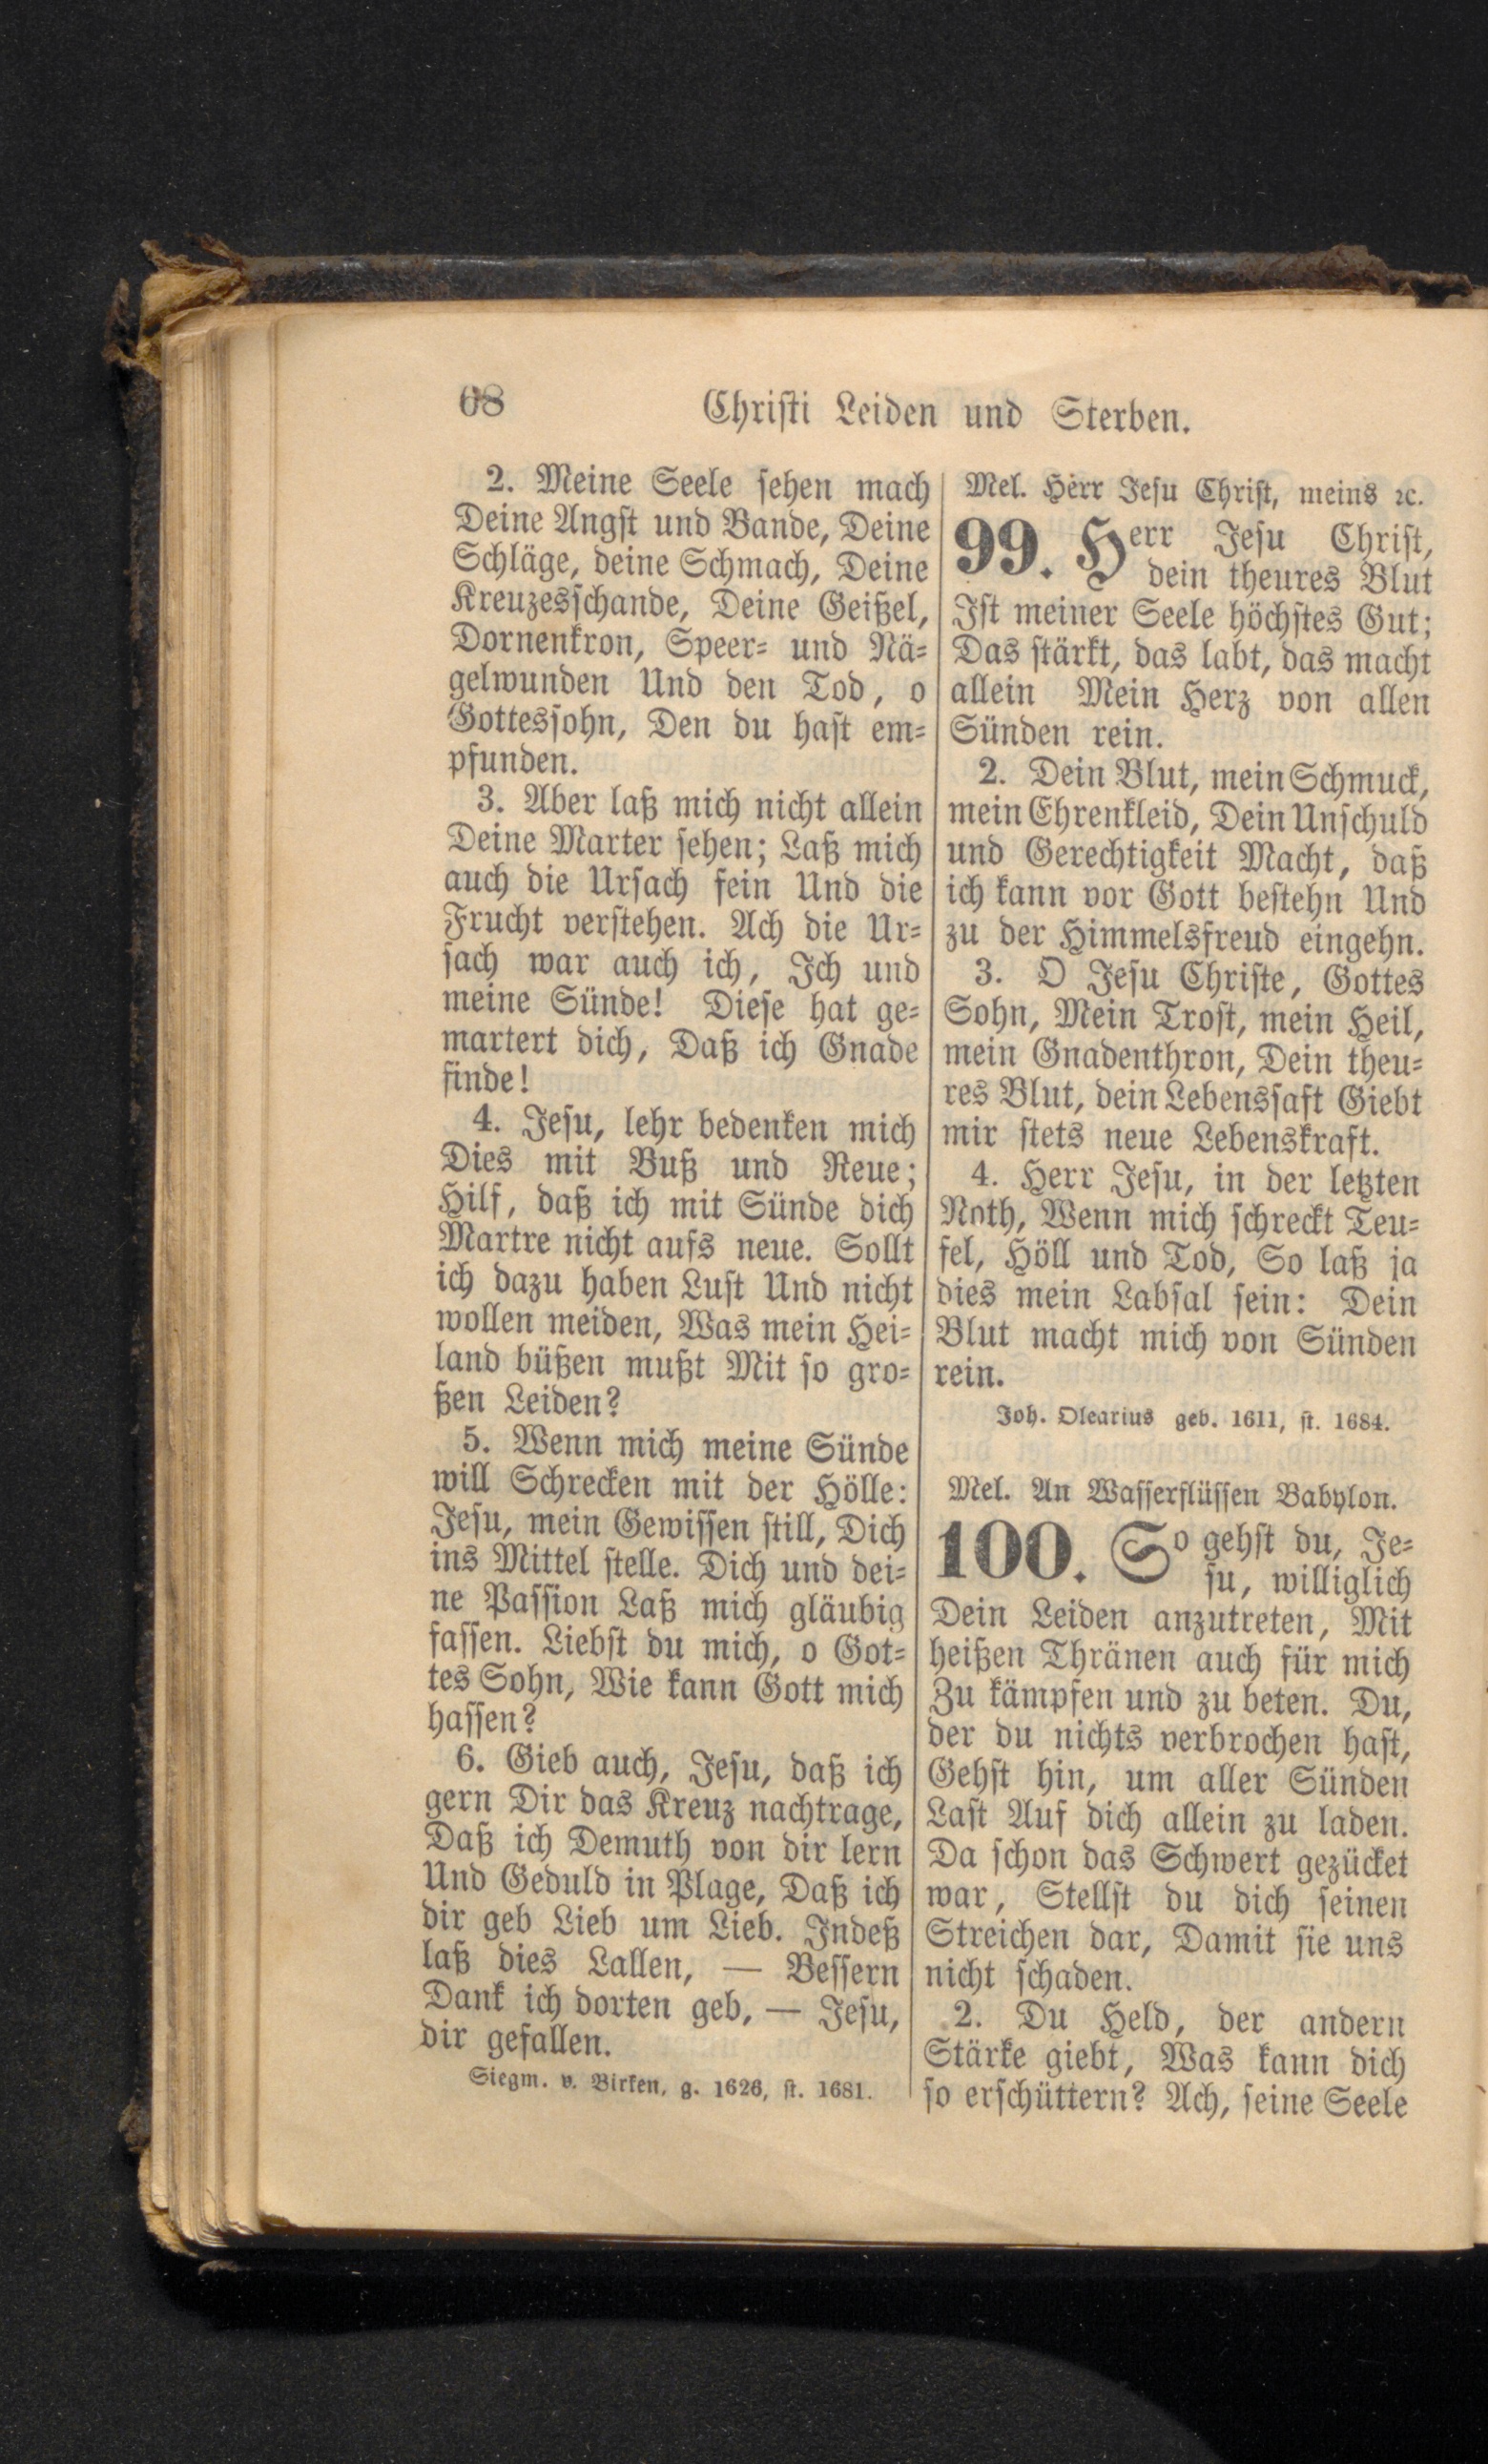 68
Christi Leiden und Sterben.
2. Meine Seele sehen mach
Deine Angst und Bande, Deine
Schläge, deine Schmach, Deine
Kreuzesschande, Deine Geißel,
Dornenkron, Speer- und Nä-
gelwunden Und den Tod, o
Gottessohn, Den du hast em-
pfunden.
3. Aber laß mich nicht allein
Deine Marter sehen; Laß mich
auch die Ursach fein Und die
Frucht verstehen. Ach die Ur-
sach war auch ich, Ich und
meine Sünde! Diese hat ge-
martert dich, Daß ich Gnade
finde!
4. Jesu, lehr bedenken mich
Dies mit Buß und Reue;
Hilf, daß ich mit Sünde dich
Martre nicht aufs neue. Sollt
ich dazu haben Lust Und nicht
wollen meiden, Was mein Hei-
land büßen mußt Mit so gro-
ßen Leiden?
5. Wenn mich meine Sünde
will Schrecken mit der Hölle:
Jesu, mein Gewissen still, Dich
ins Mittel stelle. Dich und dei-
ne Passion Laß mich gläubig
fassen. Liebst du mich, o Got-
tes Sohn, Wie kann Gott mich
hassen?
6. Gieb auch, Jesu, daß ich
gern Dir das Kreuz nachtrage,
Daß ich Demuth von dir lern
Und Geduld in Plage, Daß ich
dir geb Lieb um Lieb. Indeß
laß dies Lallen, — Bessern
Dank ich dorten geb, — Jesu,
dir gefallen.
Siegm. v. Birken, g. 1626, st. 1681.
Mel. Herr Jesu Christ, meins ꝛc.
99. Herr Jesu Christ,
dein theures Blut
Ist meiner Seele höchstes Gut;
Das stärkt, das labt, das macht
allein Mein Herz von allen
Sünden rein.
2. Dein Blut, mein Schmuck,
mein Ehrenkleid, Dein Unschuld
und Gerechtigkeit Macht, daß
ich kann vor Gott bestehn Und
zu der Himmelsfreud eingehn.
3. O Jesu Christe, Gottes
Sohn, Mein Trost, mein Heil,
mein Gnadenthron, Dein theu-
res Blut, dein Lebenssaft Giebt
mir stets neue Lebenskraft.
4. Herr Jesu, in der letzten
Noth, Wenn mich schreckt Teu-
fel, Höll und Tod, So laß ja
dies mein Labsal sein: Dein
Blut macht mich von Sünden
rein.
Joh. Olearius geb. 1611, st. 1684.
Mel. An Wasserflüssen Babylon.
100. So gehst du, Je-
su, williglich
Dein Leiden anzutreten, Mit
heißen Thränen auch für mich
Zu kämpfen und zu beten. Du,
der du nichts verbrochen hast,
Gehst hin, um aller Sünden
Last Auf dich allein zu laden.
Da schon das Schwert gezücket
war, Stellst du dich seinen
Streichen dar, Damit sie uns
nicht schaden.
2. Du Held, der andern
Stärke giebt, Was kann dich
so erschüttern? Ach, seine Seele